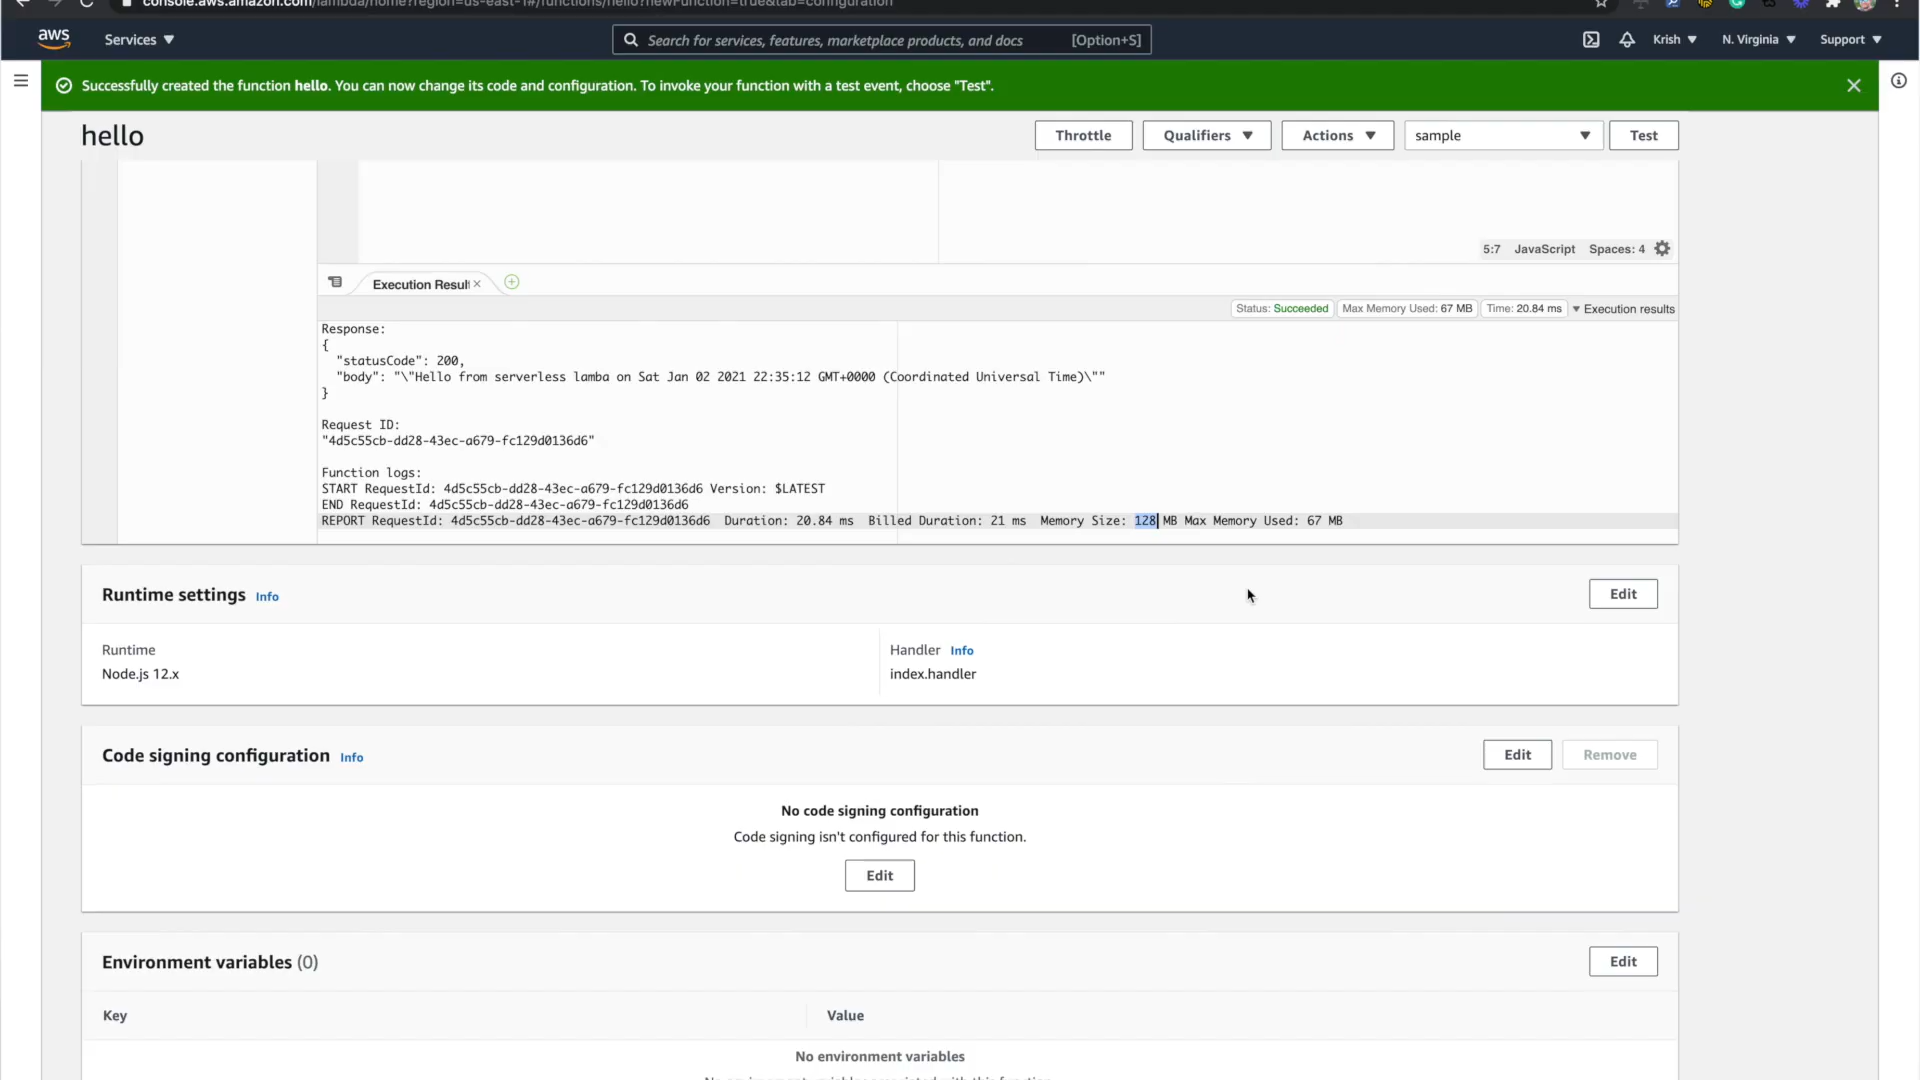 console.aws.amazon.com/lambda/home?region=us-east-1#/functions/hello?newFunction=true&tab=configuration
aws
Services
Search for services, features, marketplace products, and docs
[Option+S]
Krish
N. Virginia
Support
Successfully created the function hello. You can now change its code and configuration. To invoke your function with a test event, choose "Test".
hello
Throttle
Qualifiers
Actions
sample
Test
5:7 JavaScript Spaces: 4
Execution Result
Status: Succeeded
Max Memory Used: 67 MB
Time: 20.84 ms
Execution results
Response:
{
"statusCode": 200,
"body": "\"Hello from serverless lamba on Sat Jan 02 2021 22:35:12 GMT+0000 (Coordinated Universal Time)\""
}
Request ID:
"4d5c55cb-dd28-43ec-a679-fc129d0136d6"
Function logs:
START RequestId: 4d5c55cb-dd28-43ec-a679-fc129d0136d6 Version: $LATEST
END RequestId: 4d5c55cb-dd28-43ec-a679-fc129d0136d6
REPORT RequestId: 4d5c55cb-dd28-43ec-a679-fc129d0136d6 Duration: 20.84 ms Billed Duration: 21 ms Memory Size: 128 MB Max Memory Used: 67 MB
Runtime settings Info
Edit
Runtime
Node.js 12.x
Handler Info
index.handler
Code signing configuration Info
Edit
Remove
No code signing configuration
Code signing isn't configured for this function.
Edit
Environment variables (0)
Edit
Key
Value
No environment variables